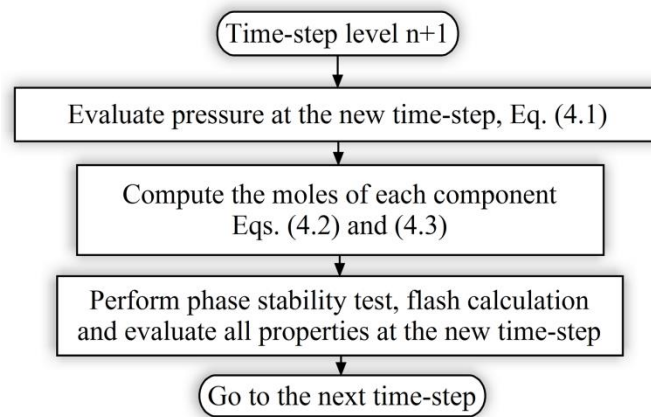 Time-step level n+1
Evaluate pressure at the new time-step, Eq. (4.1)
Compute the moles of each component
Eqs. (4.2) and (4.3)
Perform phase stability test, flash calculation
and evaluate all properties at the new time-step
Go to the next time-step